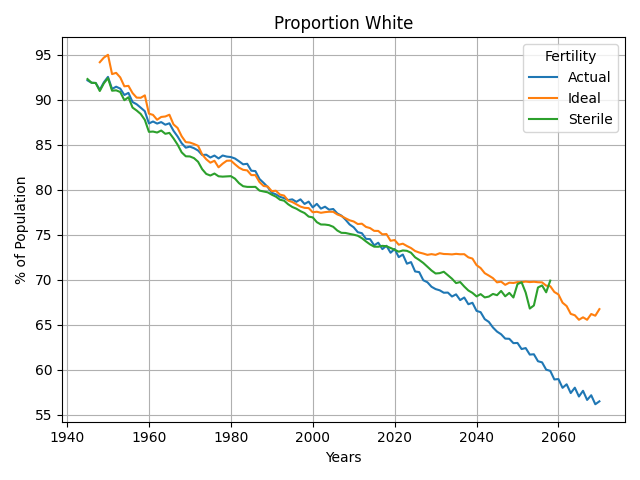 Proportion White
Fertility
Actual
Ideal
Sterile
% of Population
95
90
85
80
75
70
65
60
55
1940
1960
1980
2000
2020
2040
2060
Years